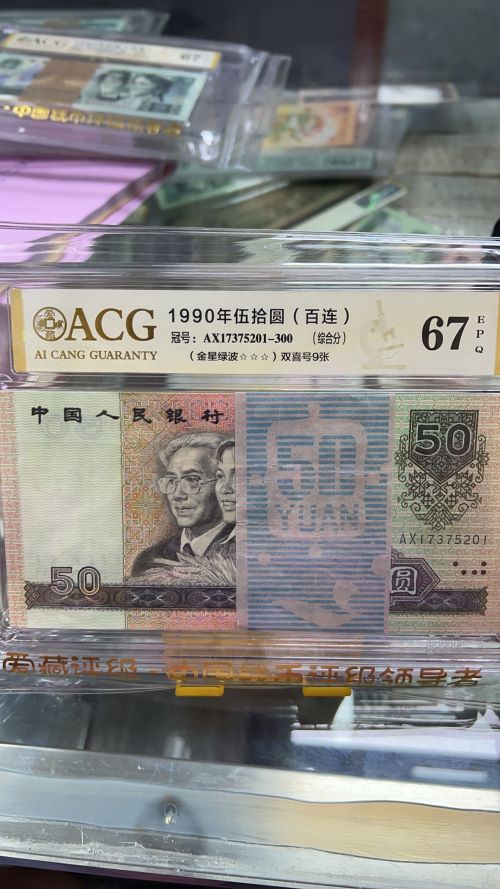 ACG
67
ACG
AI CANG GUARANTY
1990年伍拾圆（百连）
冠号：AX17375201-300 （综合分）
（金星绿波☆☆☆）双喜号9张
67 EPQ
中国人民银行
50
50
YUAN
50
AX17375201
圆
爱藏评级·中国钱币评级领导者